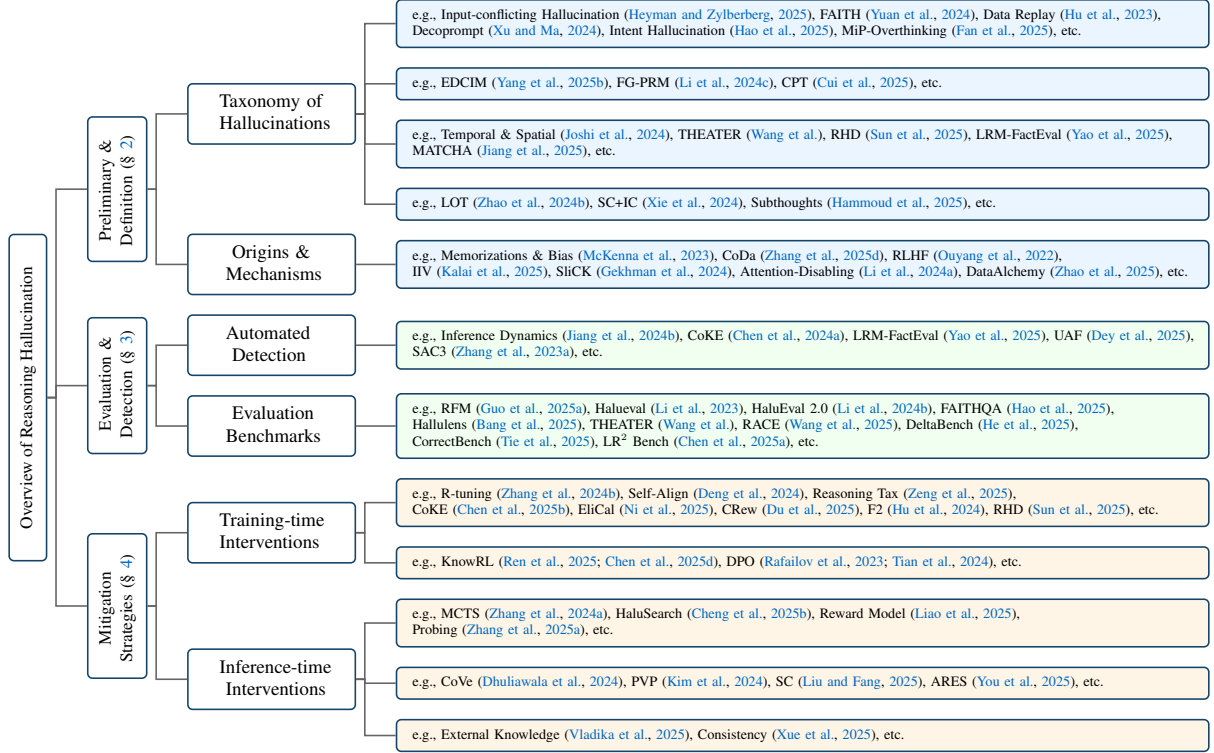 Overview of Reasoning Hallucination
Preliminary &
Definition (§ 2)
Taxonomy of
Hallucinations
e.g., Input-conflicting Hallucination (Heyman and Zylberberg, 2025), FAITH (Yuan et al., 2024), Data Replay (Hu et al., 2023),
Decoprompt (Xu and Ma, 2024), Intent Hallucination (Hao et al., 2025), MiP-Overthinking (Fan et al., 2025), etc.
e.g., EDCIM (Yang et al., 2025b), FG-PRM (Li et al., 2024c), CPT (Cui et al., 2025), etc.
e.g., Temporal & Spatial (Joshi et al., 2024), THEATER (Wang et al.), RHD (Sun et al., 2025), LRM-FactEval (Yao et al., 2025),
MATCHA (Jiang et al., 2025), etc.
e.g., LOT (Zhao et al., 2024b), SC+IC (Xie et al., 2024), Subthoughts (Hammoud et al., 2025), etc.
Origins &
Mechanisms
e.g., Memorizations & Bias (McKenna et al., 2023), CoDa (Zhang et al., 2025d), RLHF (Ouyang et al., 2022),
IIV (Kalai et al., 2025), SliCK (Gekhman et al., 2024), Attention-Disabling (Li et al., 2024a), DataAlchemy (Zhao et al., 2025), etc.
Evaluation &
Detection (§ 3)
Automated
Detection
e.g., Inference Dynamics (Jiang et al., 2024b), CoKE (Chen et al., 2024a), LRM-FactEval (Yao et al., 2025), UAF (Dey et al., 2025),
SAC3 (Zhang et al., 2023a), etc.
Evaluation
Benchmarks
e.g., RFM (Guo et al., 2025a), Halueval (Li et al., 2023), HaluEval 2.0 (Li et al., 2024b), FAITHQA (Hao et al., 2025),
Hallulens (Bang et al., 2025), THEATER (Wang et al.), RACE (Wang et al., 2025), DeltaBench (He et al., 2025),
CorrectBench (Tie et al., 2025), LR² Bench (Chen et al., 2025a), etc.
Mitigation
Strategies (§ 4)
Training-time
Interventions
e.g., R-tuning (Zhang et al., 2024b), Self-Align (Deng et al., 2024), Reasoning Tax (Zeng et al., 2025),
CoKE (Chen et al., 2025b), EliCal (Ni et al., 2025), CRew (Du et al., 2025), F2 (Hu et al., 2024), RHD (Sun et al., 2025), etc.
e.g., KnowRL (Ren et al., 2025; Chen et al., 2025d), DPO (Rafailov et al., 2023; Tian et al., 2024), etc.
Inference-time
Interventions
e.g., MCTS (Zhang et al., 2024a), HaluSearch (Cheng et al., 2025b), Reward Model (Liao et al., 2025),
Probing (Zhang et al., 2025a), etc.
e.g., CoVe (Dhuliawala et al., 2024), PVP (Kim et al., 2024), SC (Liu and Fang, 2025), ARES (You et al., 2025), etc.
e.g., External Knowledge (Vladika et al., 2025), Consistency (Xue et al., 2025), etc.